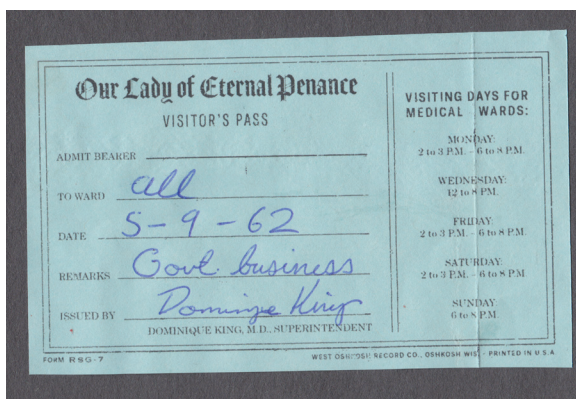 Our Lady of Eternal Penance
VISITOR'S PASS
ADMIT BEARER
TO WARD all
DATE 5-9-62
REMARKS Govt. business
ISSUED BY Dominique King
DOMINIQUE KING, M.D., SUPERINTENDENT
VISITING DAYS FOR
MEDICAL WARDS:
MONDAY:
2 to 3 P.M. - 6 to 8 P.M.
WEDNESDAY:
12 to 8 P.M.
FRIDAY:
2 to 3 P.M. - 6 to 8 P.M.
SATURDAY:
2 to 3 P.M. - 6 to 8 P.M.
SUNDAY:
6 to 8 P.M.
FORM RSG-7
WEST OSHKOSH RECORD CO., OSHKOSH WIS. - PRINTED IN U.S.A.